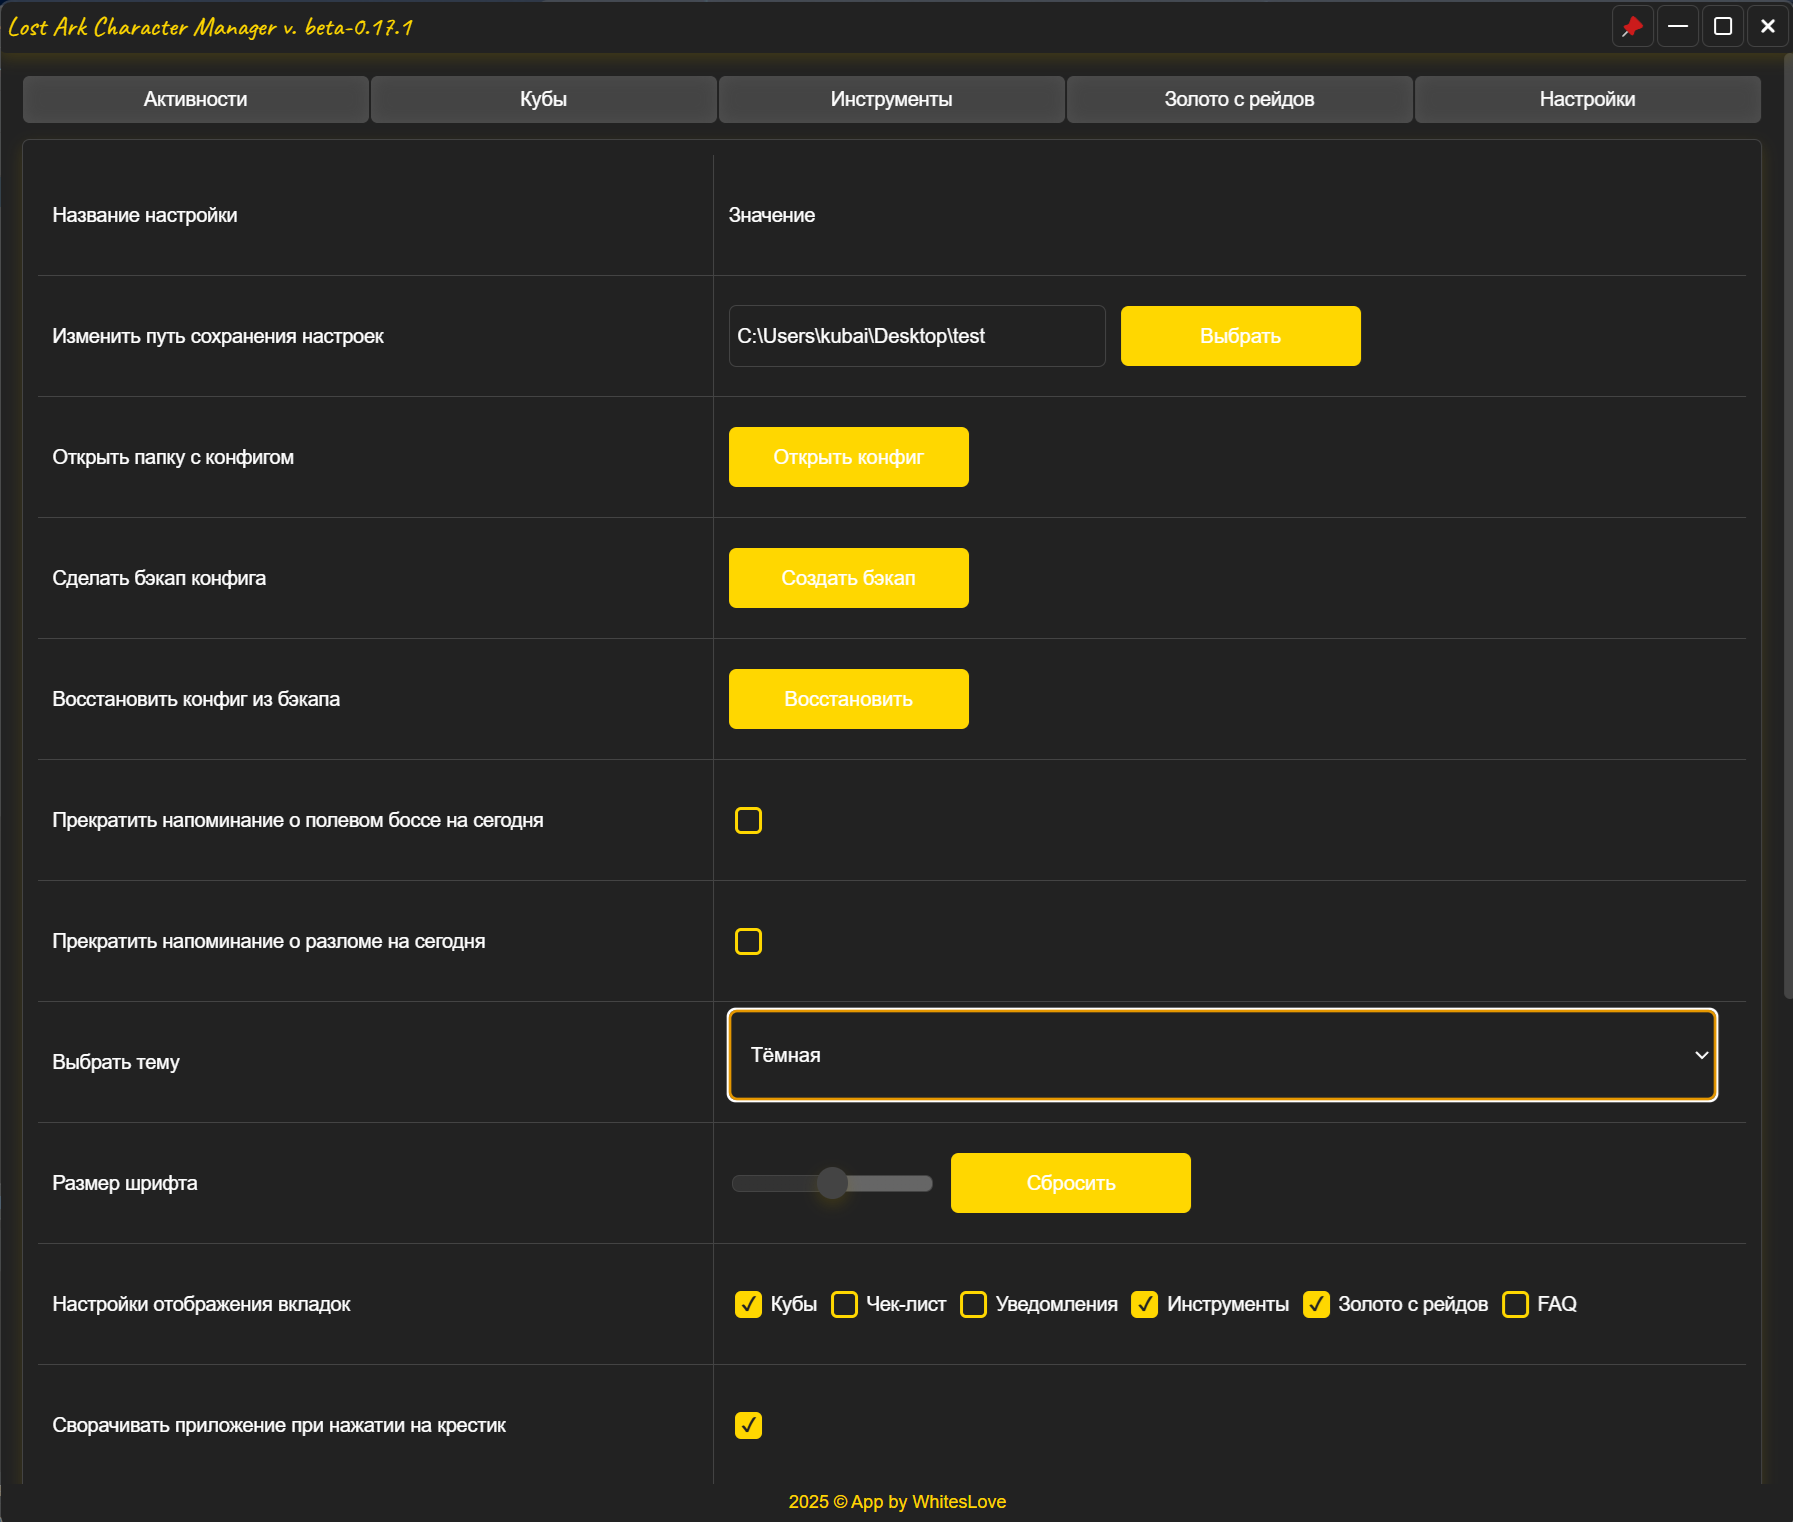 Lost Ark Character Manager v. beta-0.17.1
Активности Кубы Инструменты Золото с рейдов Настройки
Название настройки Значение
Изменить путь сохранения настроек C:\Users\kubai\Desktop\test Выбрать
Открыть папку с конфигом Открыть конфиг
Сделать бэкап конфига Создать бэкап
Восстановить конфиг из бэкапа Восстановить
Прекратить напоминание о полевом боссе на сегодня
Прекратить напоминание о разломе на сегодня
Выбрать тему Тёмная
Размер шрифта Сбросить
Настройки отображения вкладок Кубы Чек-лист Уведомления Инструменты Золото с рейдов FAQ
Сворачивать приложение при нажатии на крестик
2025 © App by WhitesLove